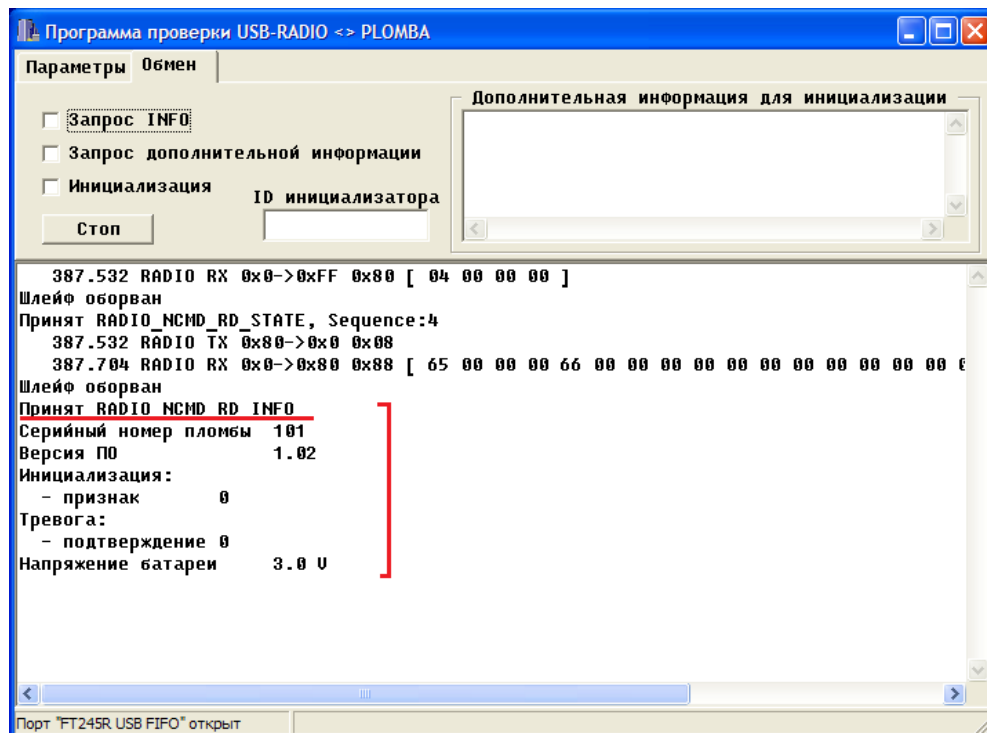 Программа проверки USB-RADIO <> PLOMBA
Параметры Обмен
Дополнительная информация для инициализации
Запрос INFO
Запрос дополнительной информации
Инициализация
ID инициализатора
Стоп
387.532 RADIO RX 0x0->0xFF 0x80 [ 04 00 00 00 ]
Шлейф оборван
Принят RADIO_NCMD_RD_STATE, Sequence:4
387.532 RADIO TX 0x80->0x0 0x08
387.704 RADIO RX 0x0->0x80 0x88 [ 65 00 00 00 66 00 00 00 00 00 00 00 00 00 00 00
Шлейф оборван
Принят RADIO_NCMD_RD_INFO
Серийный номер пломбы 101
Версия ПО 1.02
Инициализация:
- признак 0
Тревога:
- подтверждение 0
Напряжение батареи 3.0 V
Порт "FT245R USB FIFO" открыт